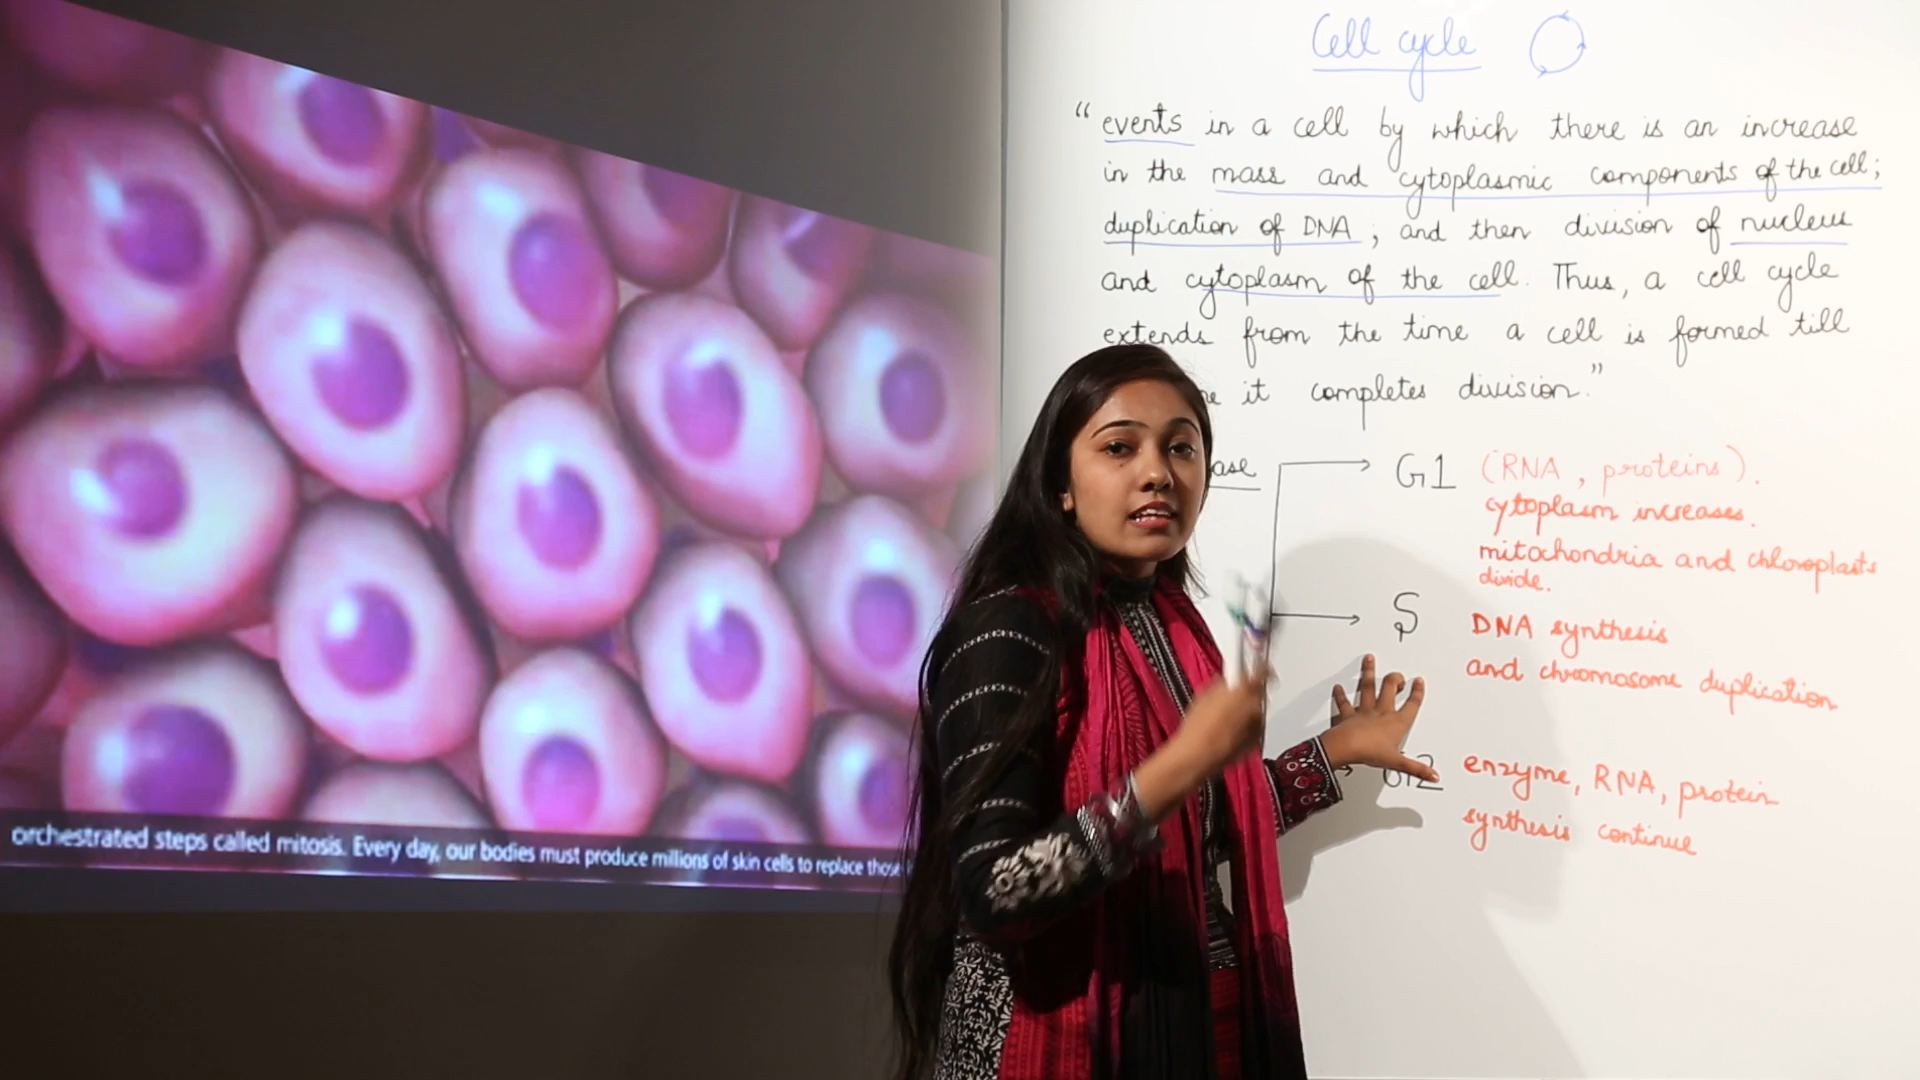 Cell cycle
"events in a cell by which there is an increase
in the mass and cytoplasmic components of the cell;
duplication of DNA ; and then division of nucleus
and cytoplasm of the cell. Thus, a cell cycle
extends from the time a cell is formed till
it completes division."
G1 (RNA, proteins).
cytoplasm increases.
mitochondria and chloroplasts
divide.
S DNA synthesis
and chromosome duplication
G2 enzyme, RNA, protein
synthesis continue
orchestrated steps called mitosis. Every day, our bodies must produce millions of skin cells to replace those